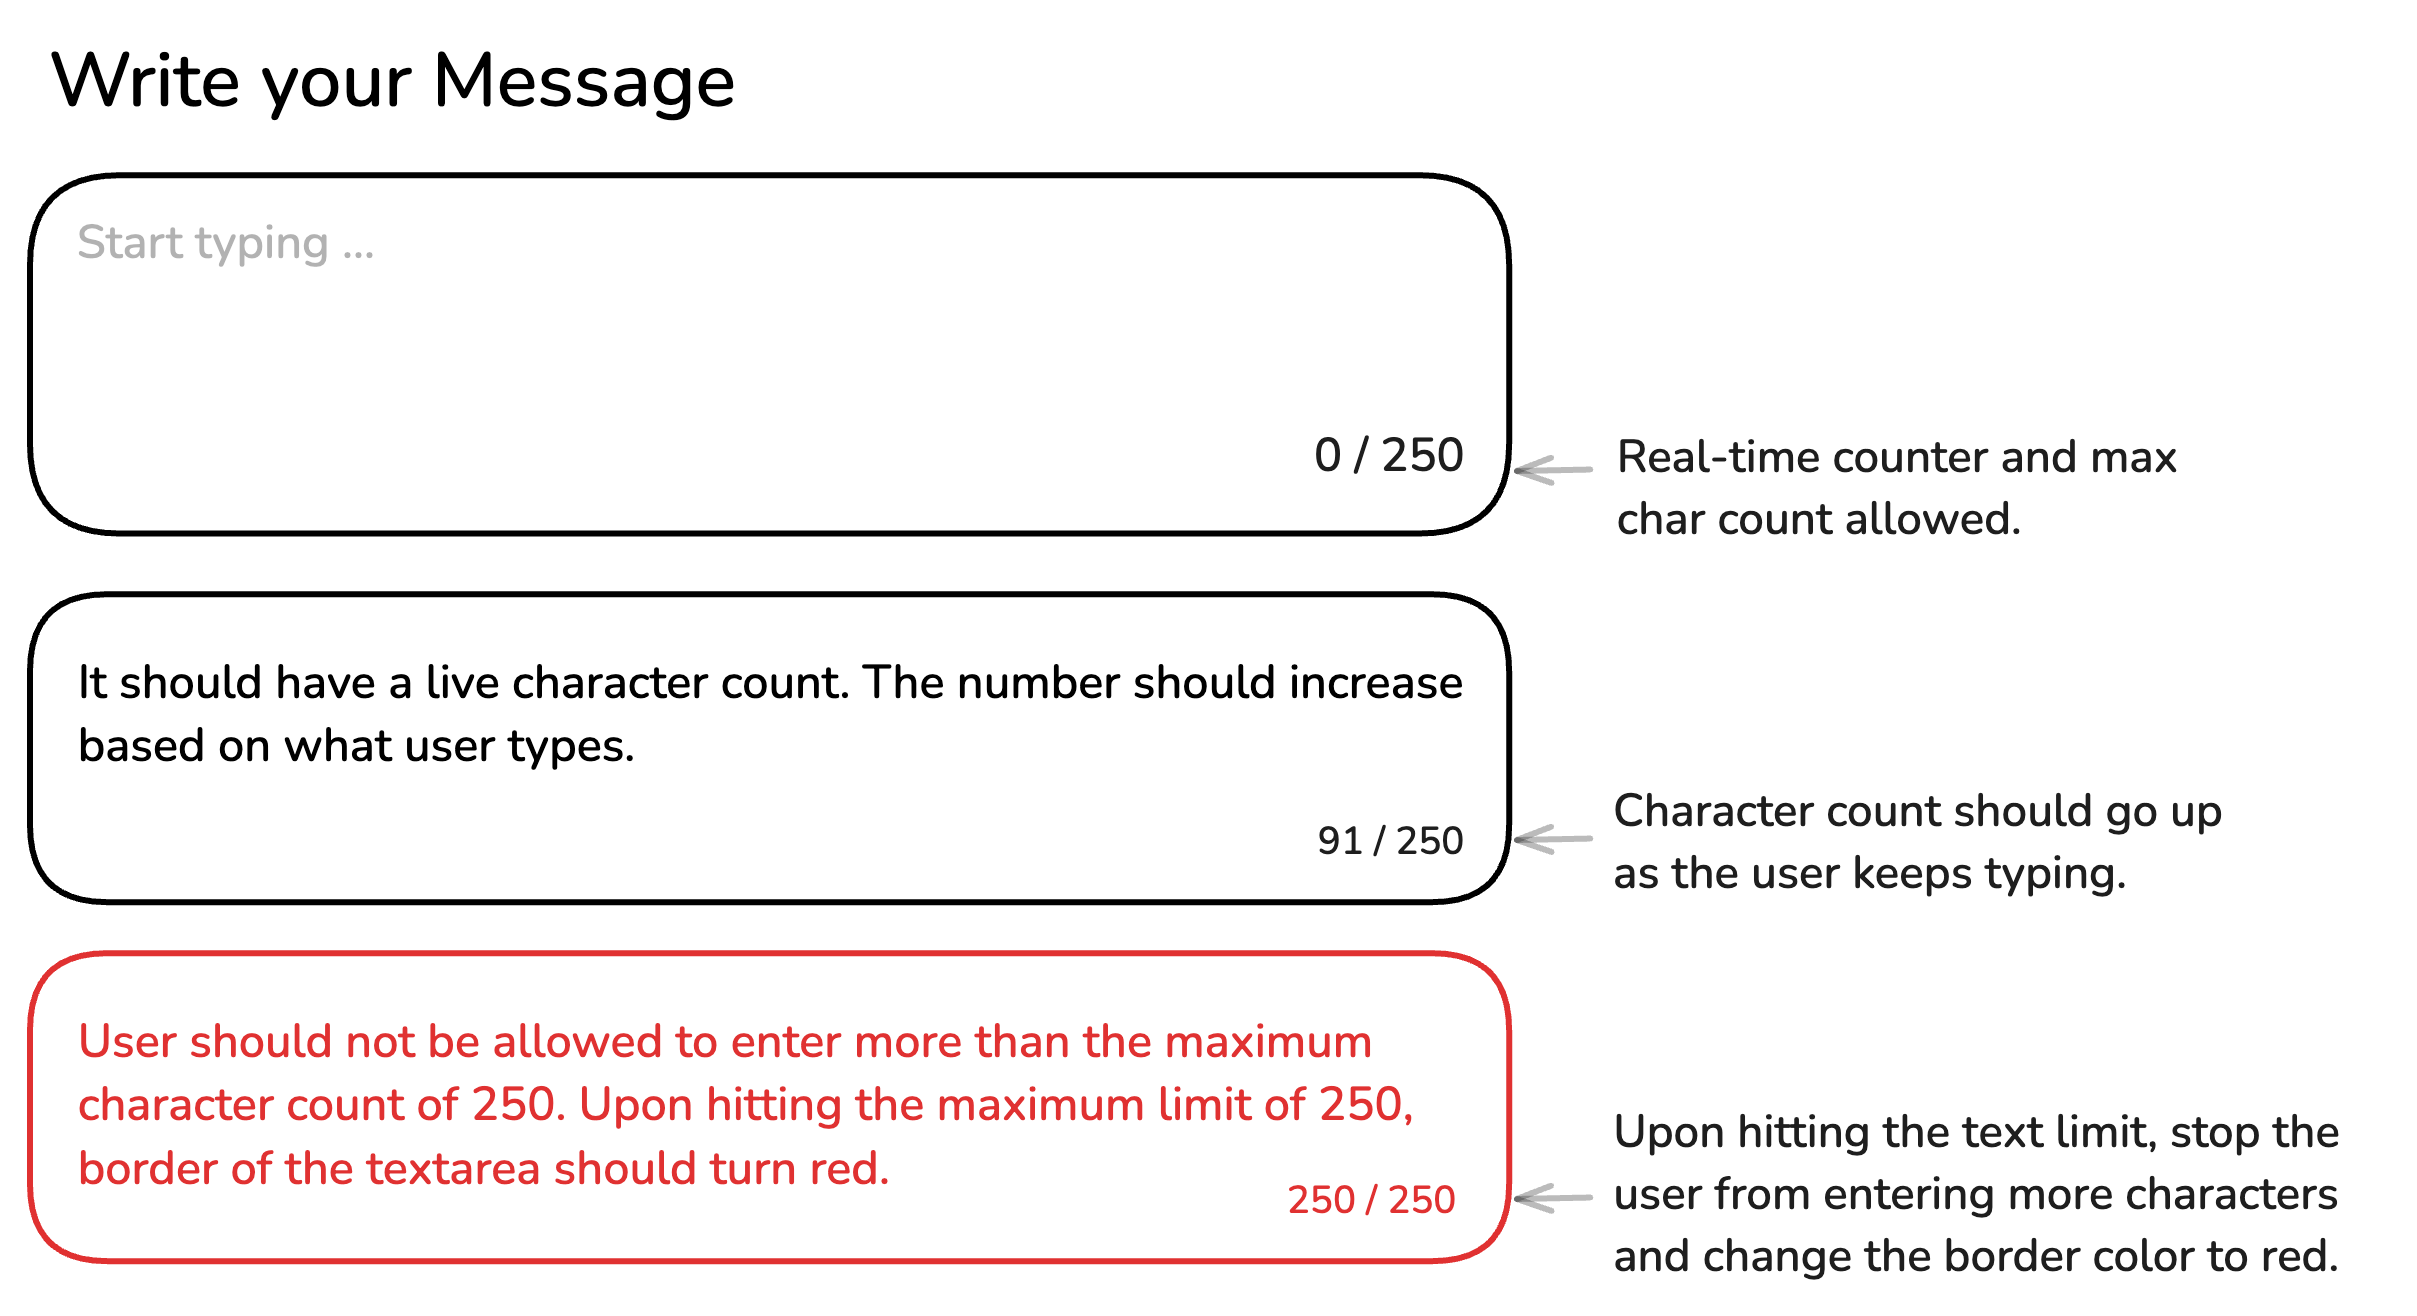 Write your Message
Start typing ...
0 / 250
Real-time counter and max
char count allowed.
It should have a live character count. The number should increase
based on what user types.
91 / 250
Character count should go up
as the user keeps typing.
User should not be allowed to enter more than the maximum
character count of 250. Upon hitting the maximum limit of 250,
border of the textarea should turn red.
250 / 250
Upon hitting the text limit, stop the
user from entering more characters
and change the border color to red.